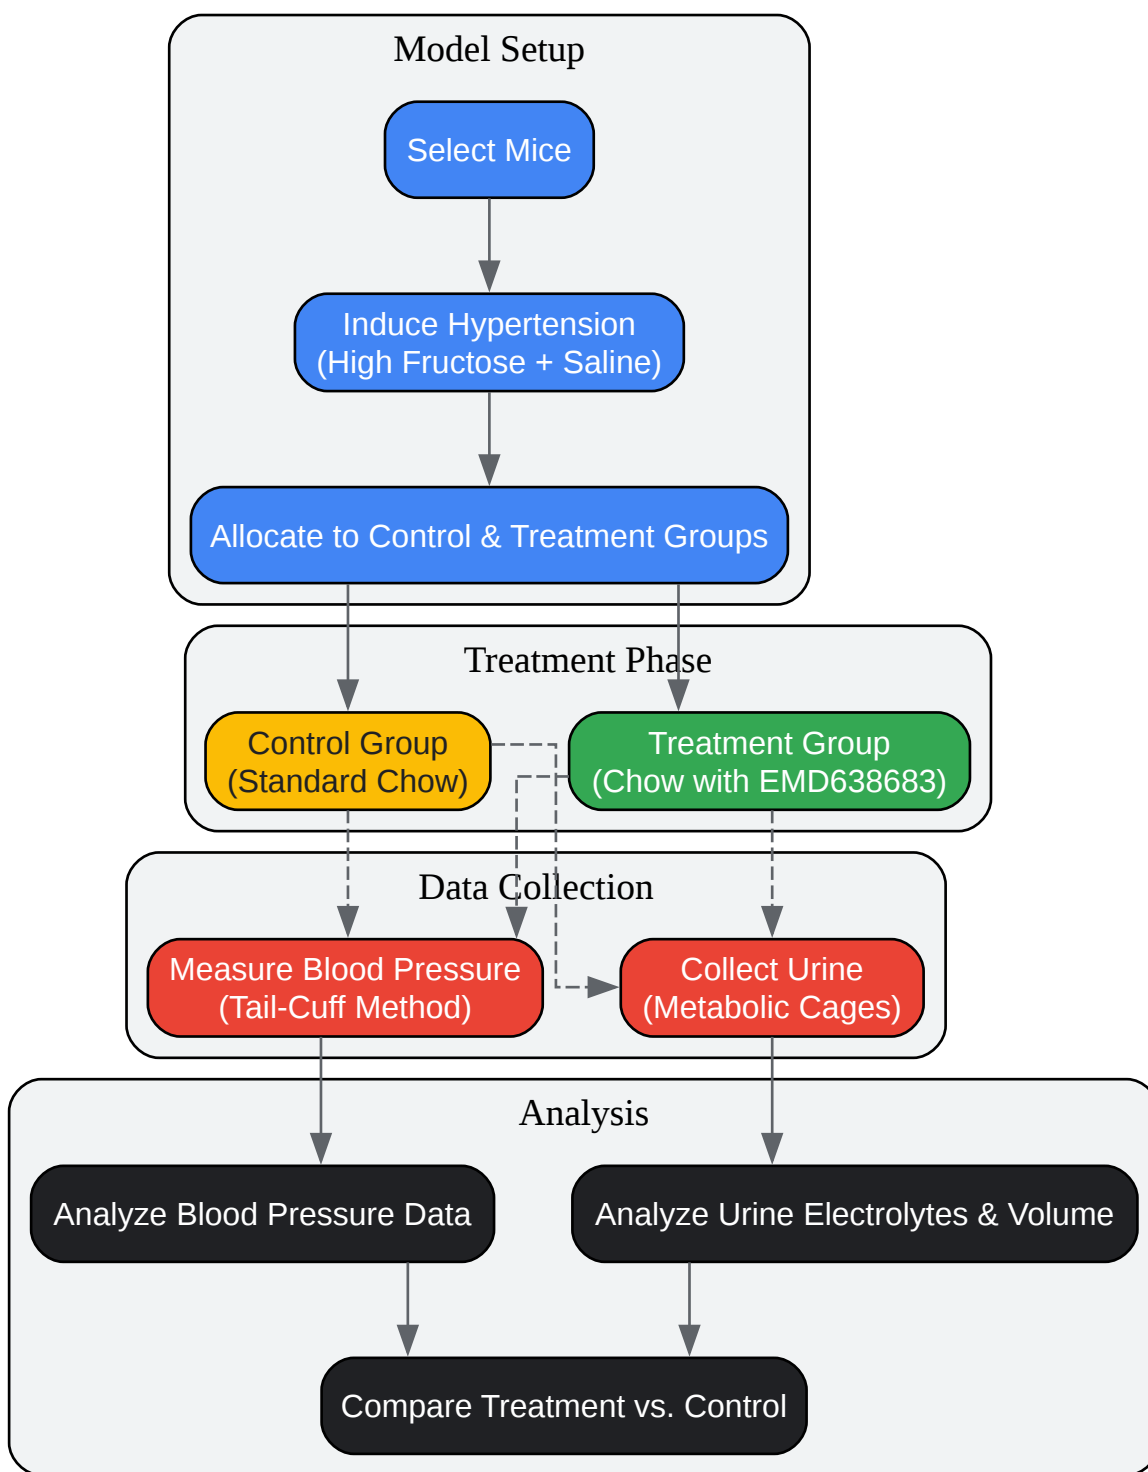 Model Setup
Select Mice
Induce Hypertension
(High Fructose + Saline)
Allocate to Control & Treatment Groups
Treatment Phase
Control Group
(Standard Chow)
Treatment Group
(Chow with EMD638683)
Data Collection
Measure Blood Pressure
(Tail-Cuff Method)
Collect Urine
(Metabolic Cages)
Analysis
Analyze Blood Pressure Data
Analyze Urine Electrolytes & Volume
Compare Treatment vs. Control